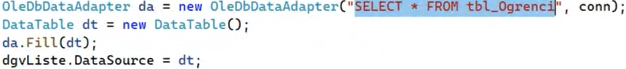 OleDbDataAdapter da = new OleDbDataAdapter("SELECT * FROM tbl_Ogrenci", conn);
DataTable dt = new DataTable();
da.Fill(dt);
dgvListe.DataSource = dt;